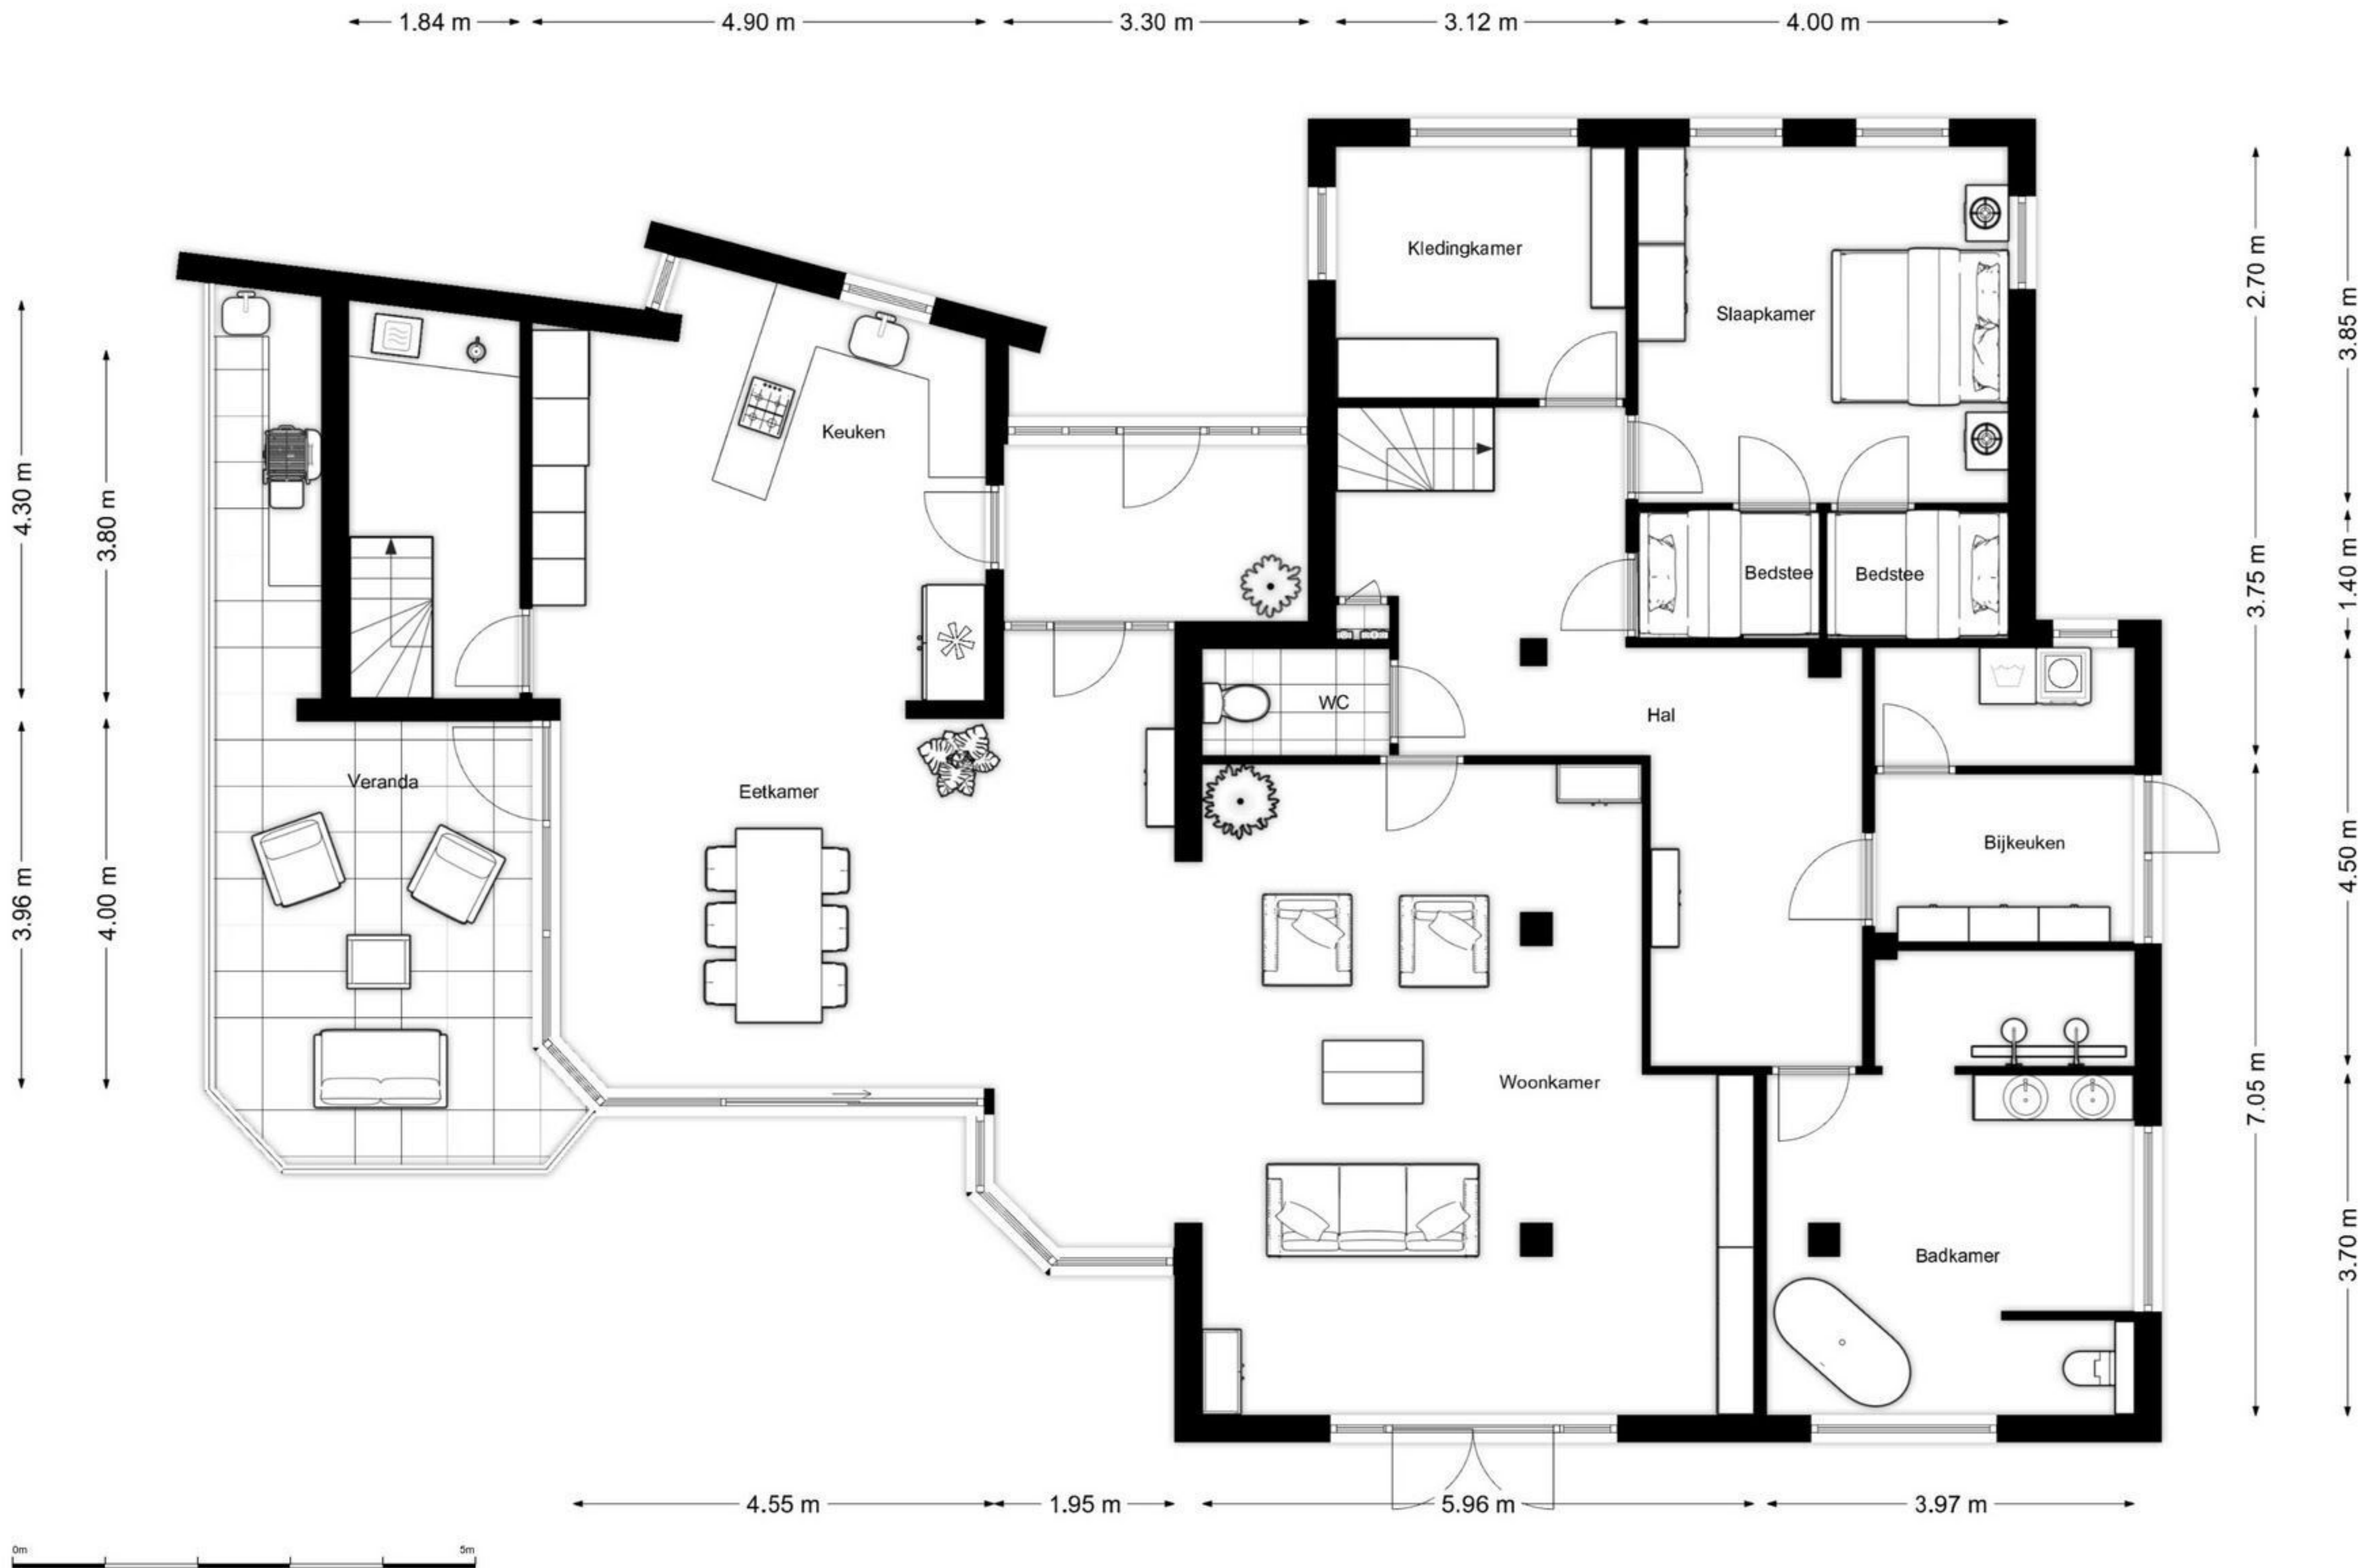 1.84 m 4.90 m 3.30 m 3.12 m 4.00 m
2.70 m
3.85 m
Kledingkamer
Slaapkamer
Keuken
4.30 m
3.80 m
3.75 m
1.40 m
Bedstee Bedstee
WC
Hal
Veranda
Eetkamer
Bijkeuken
3.96 m
4.00 m
4.50 m
Woonkamer
7.05 m
Badkamer
3.70 m
4.55 m 1.95 m 5.96 m 3.97 m
0m 5m